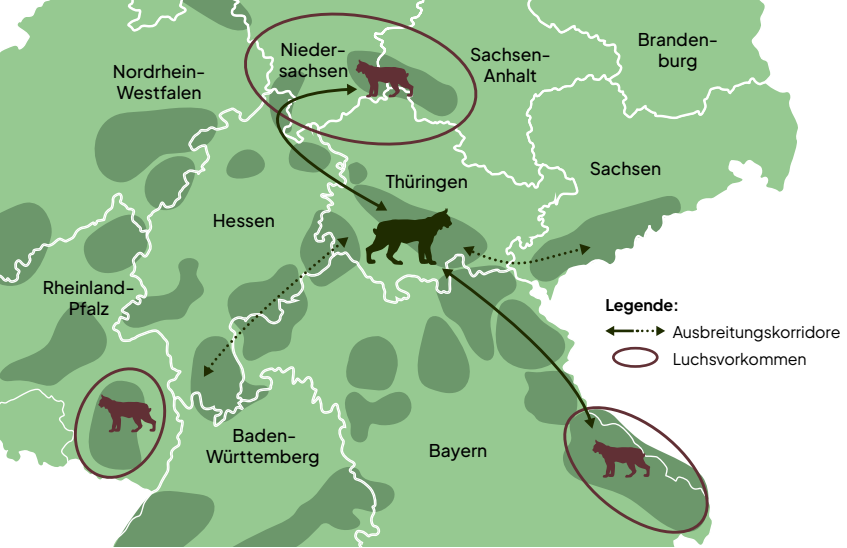 Nieder-
sachsen
Sachsen-
Anhalt
Branden-
burg
Nordrhein-
Westfalen
Sachsen
Thüringen
Hessen
Rheinland-
Pfalz
Legende:
Ausbreitungskorridore
Luchsvorkommen
Baden-
Württemberg
Bayern